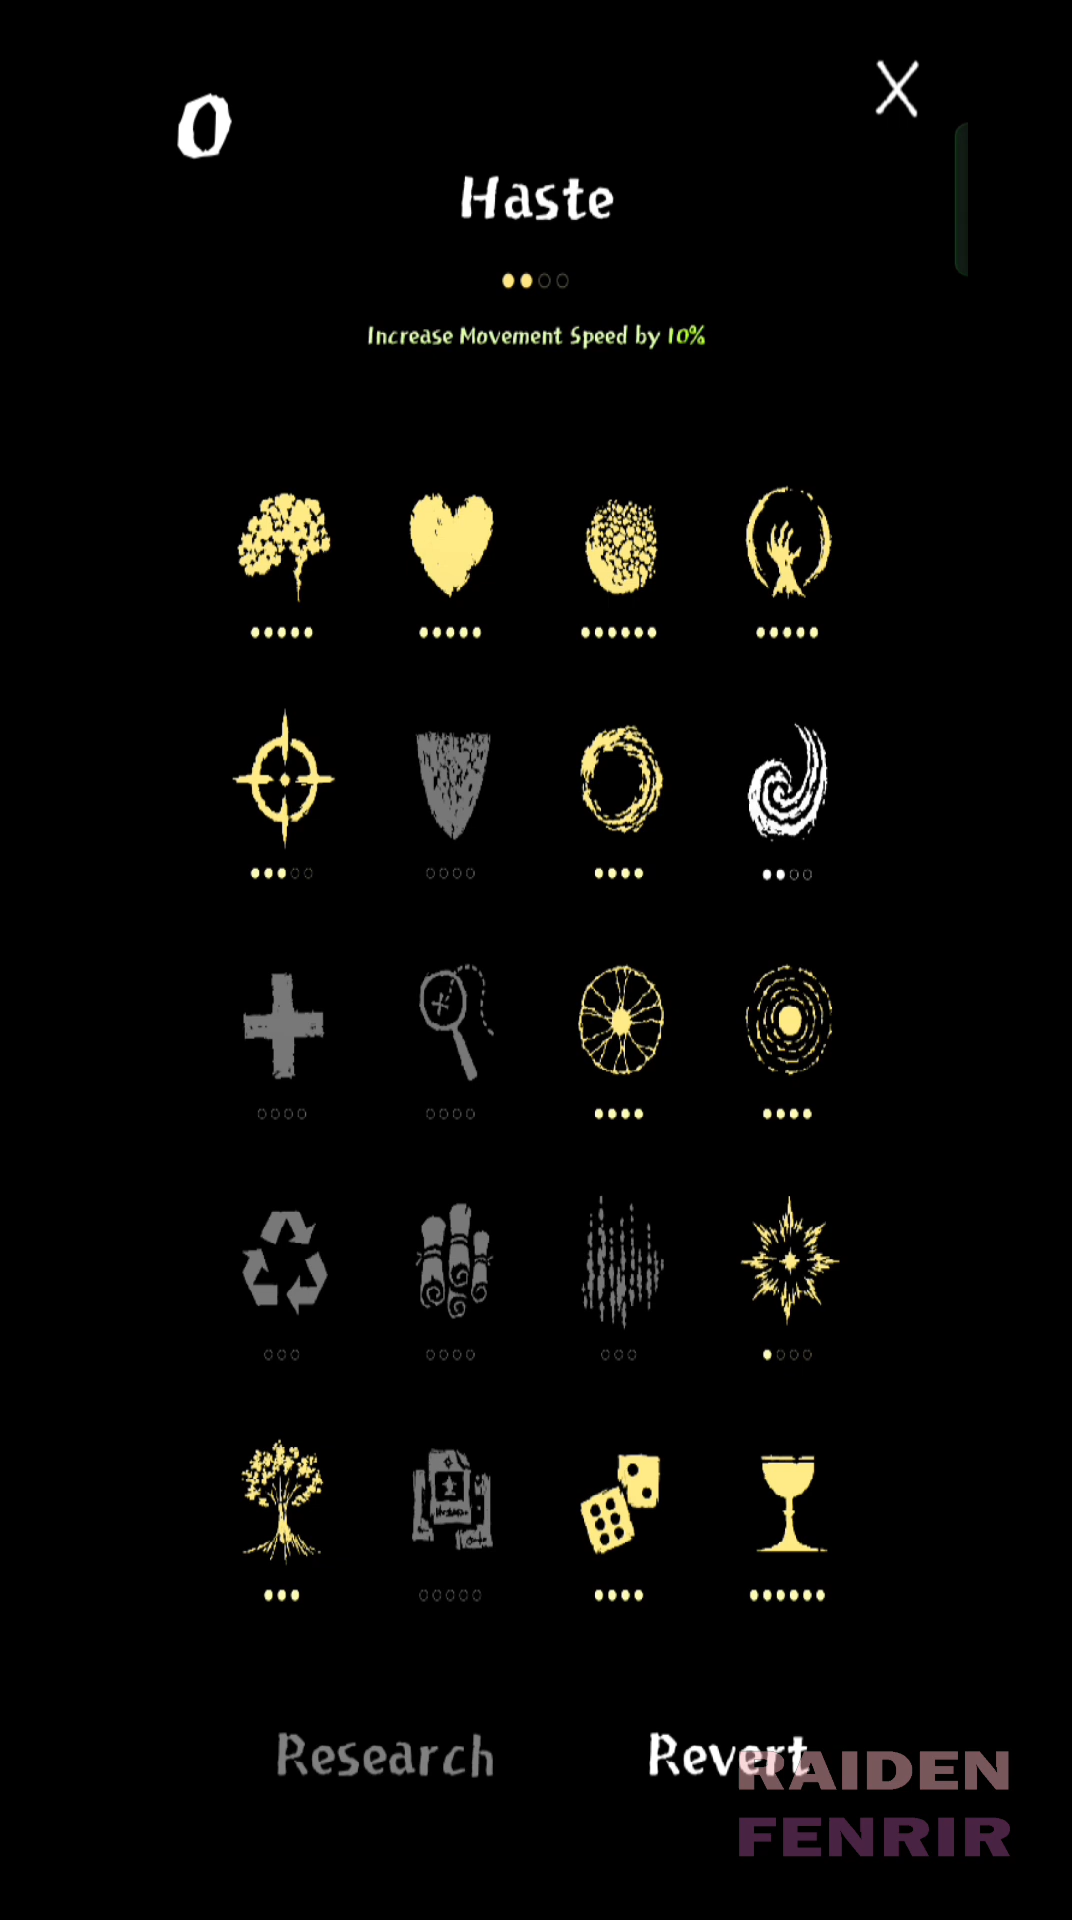 0
X
Haste
Increase Movement Speed by 10%
Research
Revert
RAIDEN
FENRIR